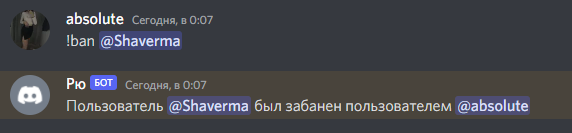 absolute Сегодня, в 0:07
!ban @Shaverma
Рю БОТ Сегодня, в 0:07
Пользователь @Shaverma был забанен пользователем @absolute